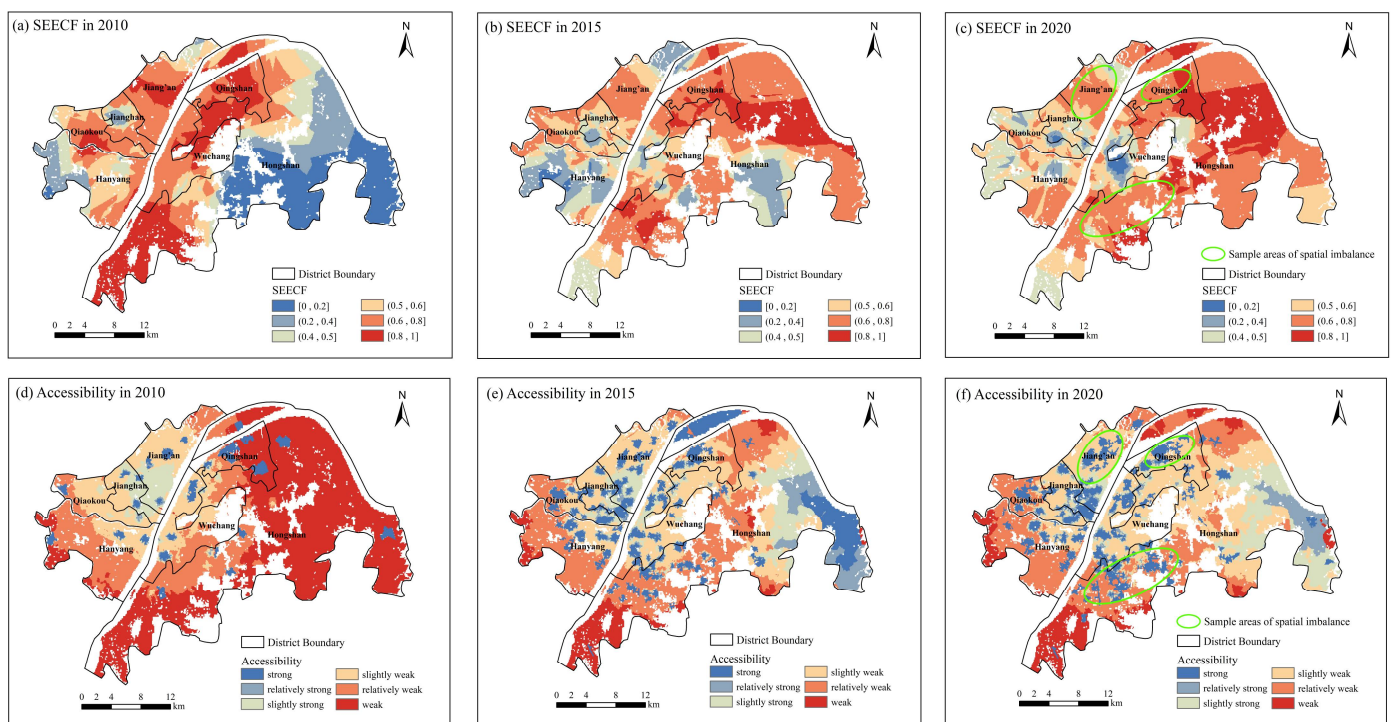 (a) SEECF in 2010
N
Jiang'an
Qingshan
Jianghan
Qiaokou
Wuchang
Hongshan
Hanyang
District Boundary
SEECF
[0 , 0.2]
(0.5 , 0.6]
(0.2 , 0.4]
(0.6 , 0.8]
(0.4 , 0.5]
[0.8 , 1]
0 2 4 8 12
km
(b) SEECF in 2015
N
Jiang'an
Qingshan
Jianghan
Qiaokou
Wuchang
Hongshan
Hanyang
District Boundary
SEECF
[0 , 0.2]
(0.5 , 0.6]
(0.2 , 0.4]
(0.6 , 0.8]
(0.4 , 0.5]
[0.8 , 1]
0 2 4 8 12
km
(c) SEECF in 2020
N
Jiang'an
Qingshan
Jianghan
Qiaokou
Wuchang
Hongshan
Hanyang
Sample areas of spatial imbalance
District Boundary
SEECF
[0 , 0.2]
(0.5 , 0.6]
(0.2 , 0.4]
(0.6 , 0.8]
(0.4 , 0.5]
[0.8 , 1]
0 2 4 8 12
km
(d) Accessibility in 2010
N
Jiang'an
Qingshan
Jianghan
Qiaokou
Wuchang
Hongshan
Hanyang
District Boundary
Accessibility
strong
slightly weak
relatively strong
relatively weak
slightly strong
weak
0 2 4 8 12
km
(e) Accessibility in 2015
N
Jiang'an
Qingshan
Jianghan
Qiaokou
Wuchang
Hongshan
Hanyang
District Boundary
Accessibility
strong
slightly weak
relatively strong
relatively weak
slightly strong
weak
0 2 4 8 12
km
(f) Accessibility in 2020
N
Jiang'an
Qingshan
Jianghan
Qiaokou
Wuchang
Hongshan
Hanyang
Sample areas of spatial imbalance
District Boundary
Accessibility
strong
slightly weak
relatively strong
relatively weak
slightly strong
weak
0 2 4 8 12
km